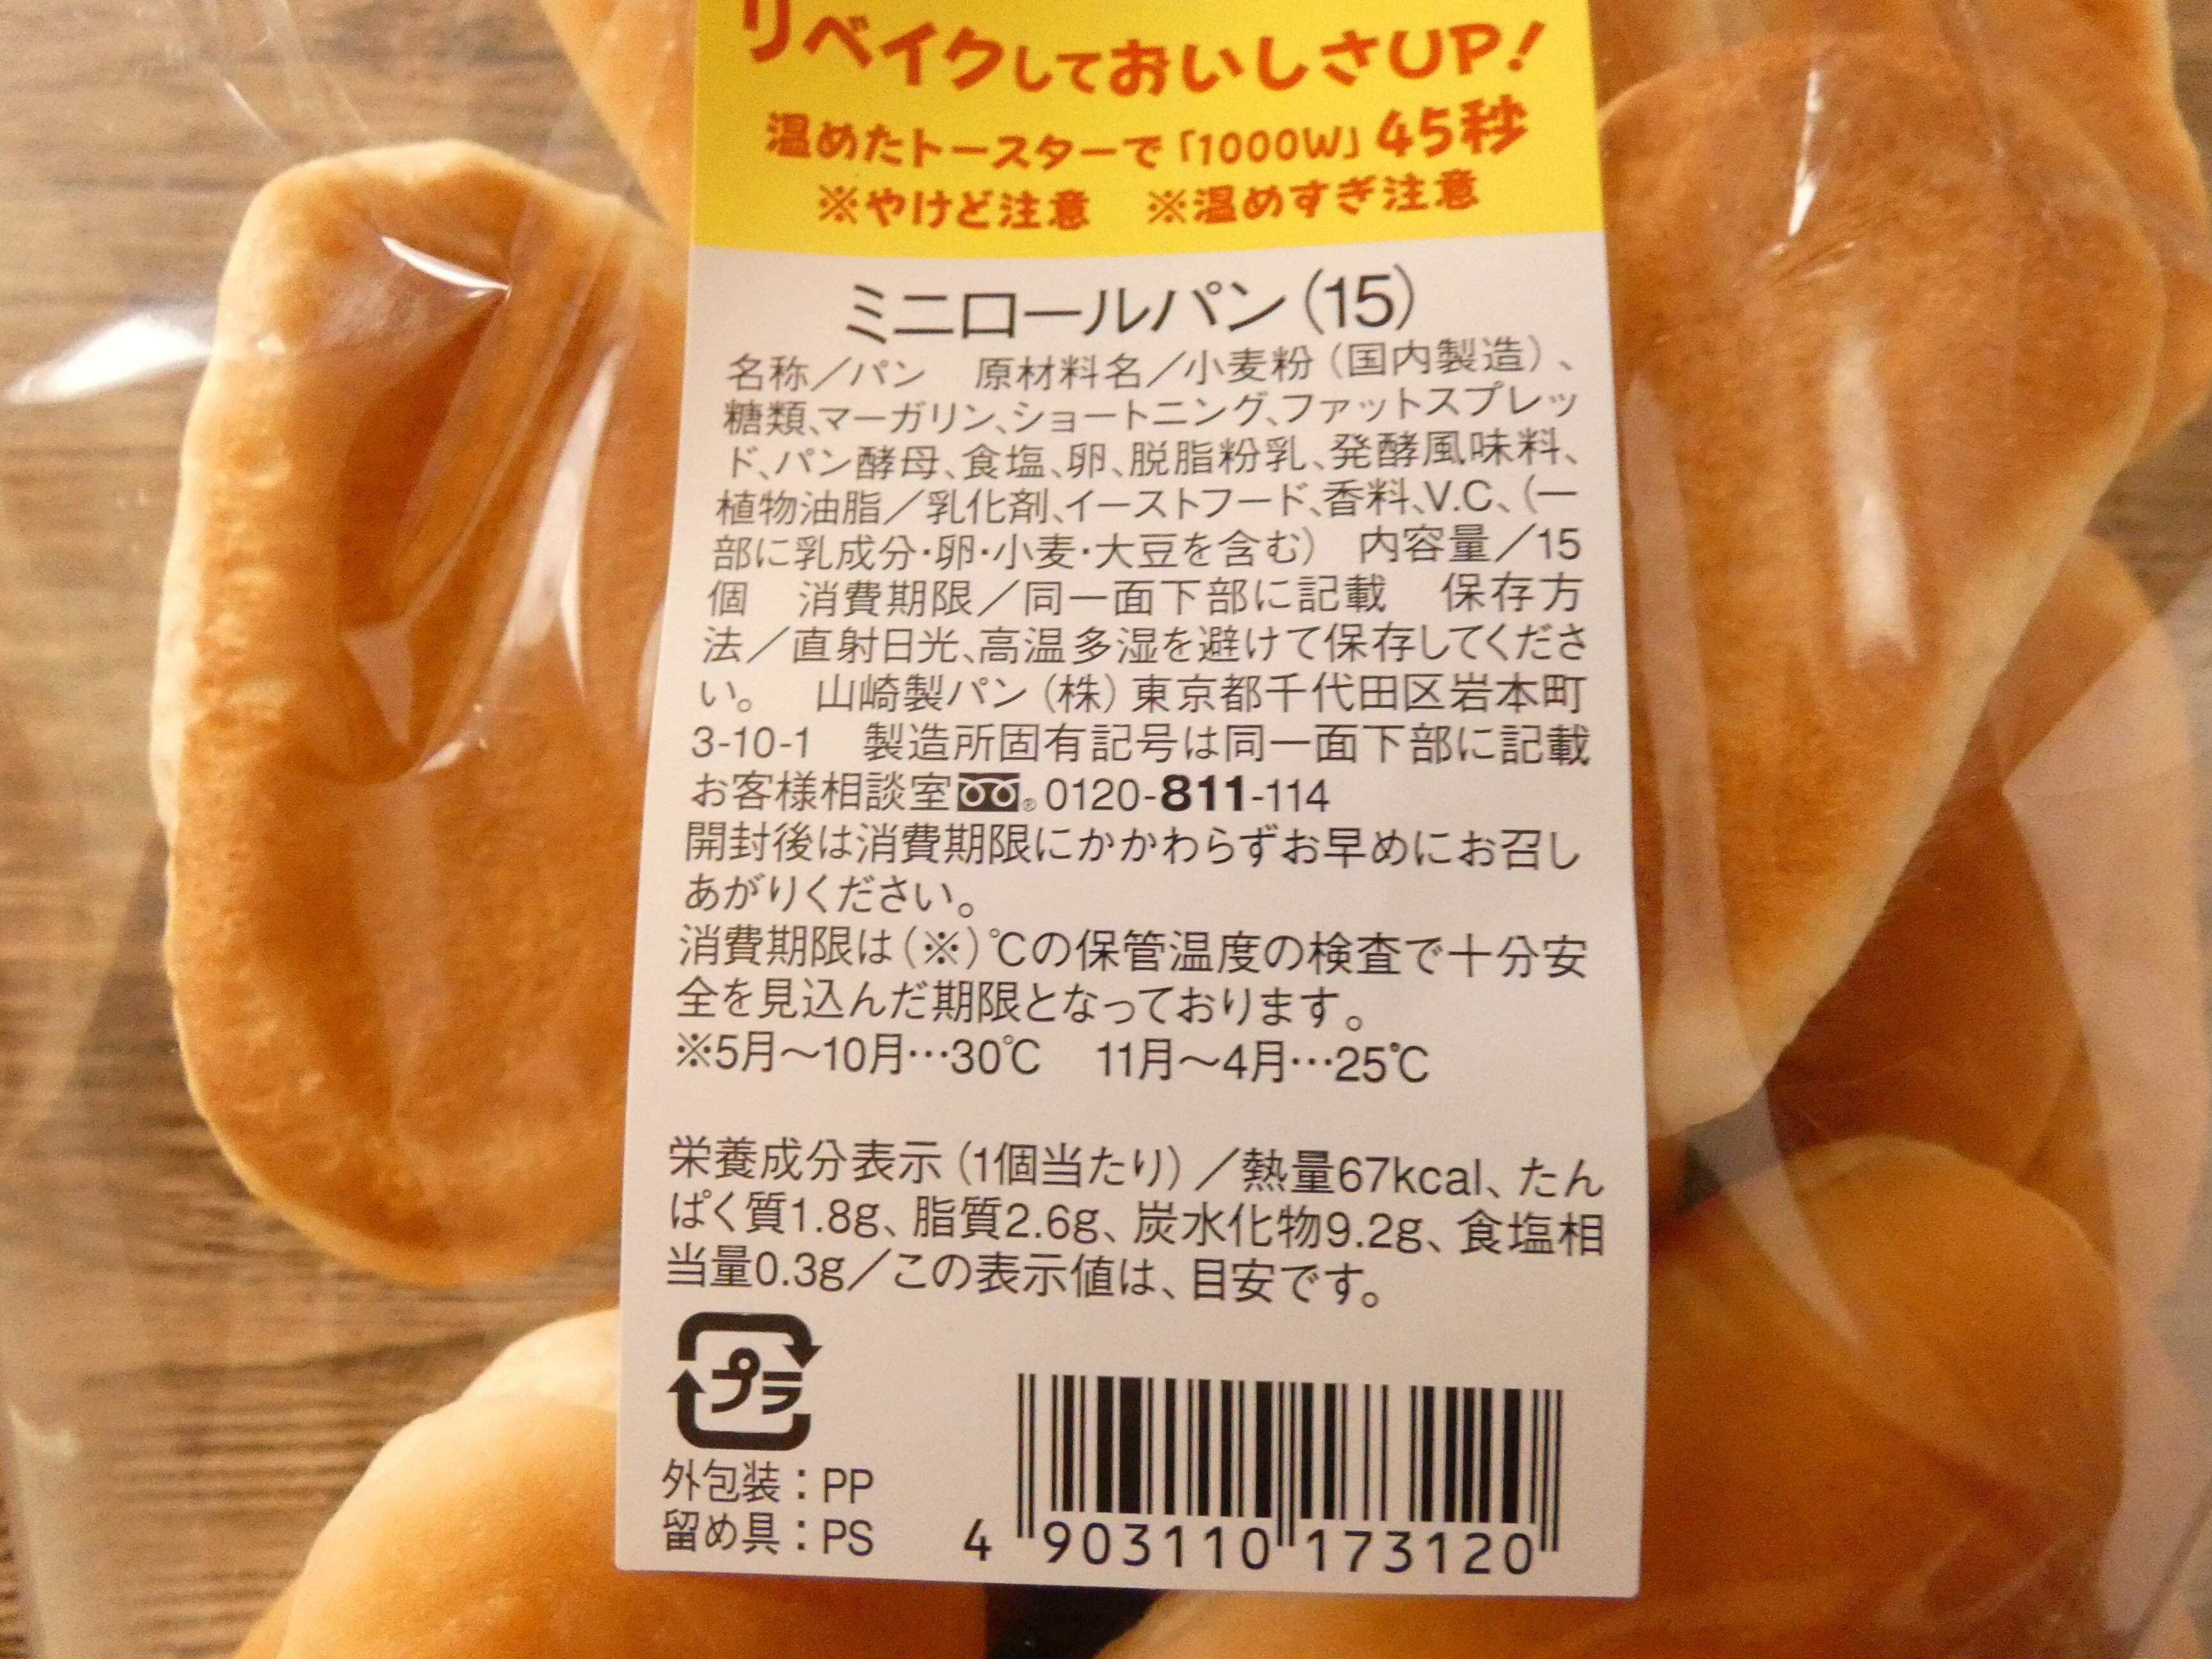 リベイクしておいしさUP!
温めたトースターで「1000W」45秒
※やけど注意　※温めすぎ注意
ミニロールパン(15)
名称／パン　原材料名／小麦粉(国内製造)、
糖類、マーガリン、ショートニング、ファットスプレッ
ド、パン酵母、食塩、卵、脱脂粉乳、発酵風味料、
植物油脂／乳化剤、イーストフード、香料、V.C、(一
部に乳成分・卵・小麦・大豆を含む)　内容量／15
個　消費期限／同一面下部に記載　保存方
法／直射日光、高温多湿を避けて保存してくださ
い。　山崎製パン(株)東京都千代田区岩本町
3-10-1　製造所固有記号は同一面下部に記載
お客様相談室®0120-811-114
開封後は消費期限にかかわらずお早めにお召し
あがりください。
消費期限は(※)℃の保管温度の検査で十分安
全を見込んだ期限となっております。
※5月～10月…30℃　11月～4月…25℃
栄養成分表示(1個当たり)／熱量67kcal、たん
ぱく質1.8g、脂質2.6g、炭水化物9.2g、食塩相
当量0.3g／この表示値は、目安です。
プラ
外包装：PP
留め具：PS
4 903110 173120